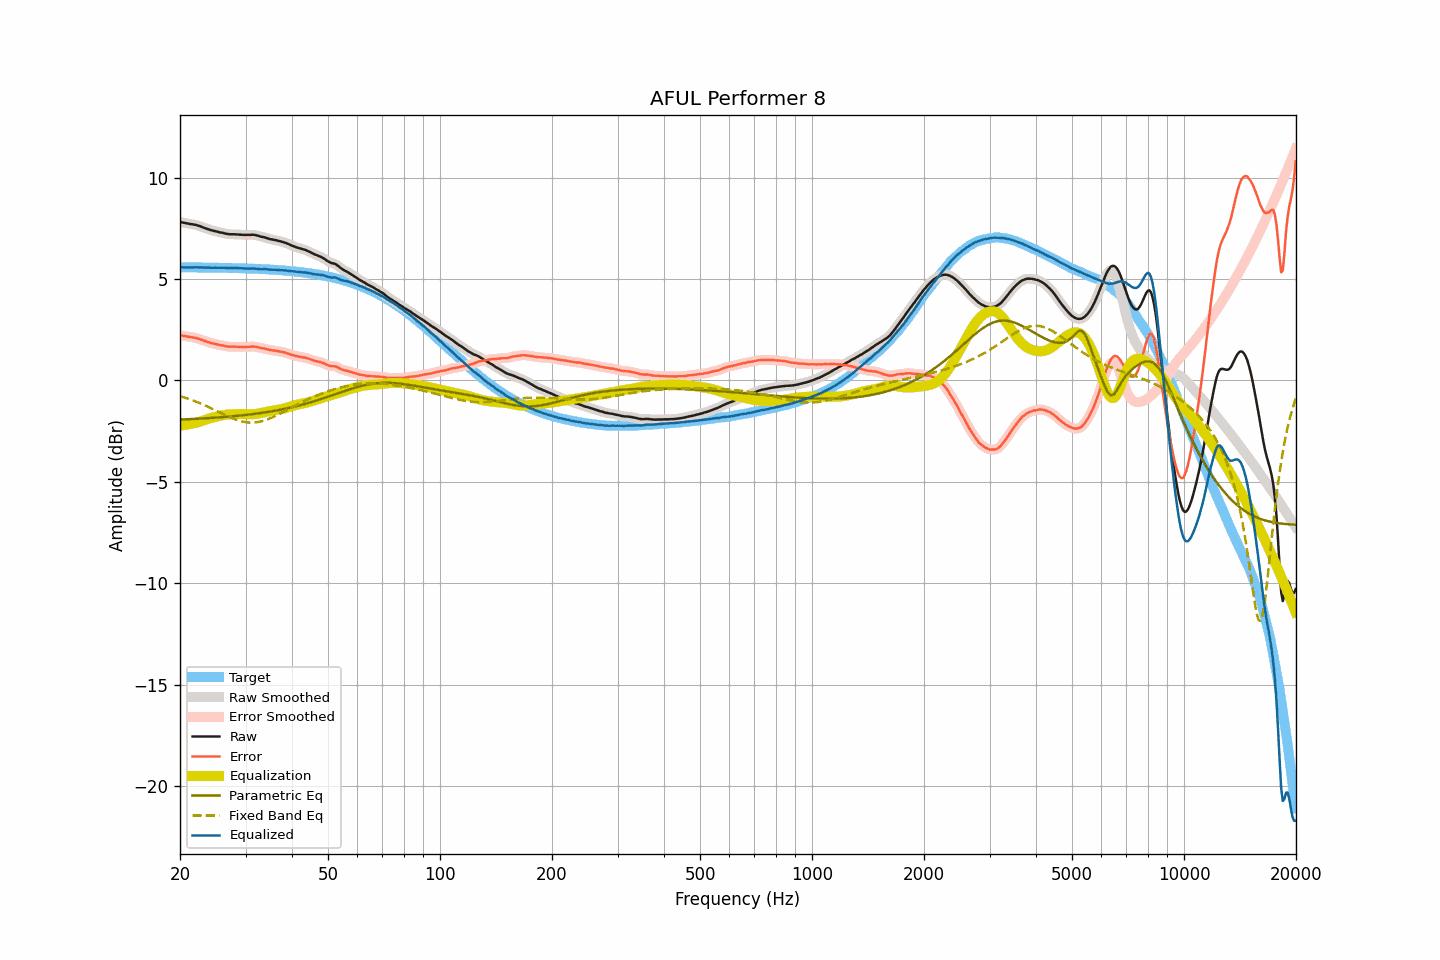 AFUL Performer 8
10
5
0
−5
−10
−15
−20
Amplitude (dBr)
Target
Raw Smoothed
Error Smoothed
Raw
Error
Equalization
Parametric Eq
Fixed Band Eq
Equalized
20 50 100 200 500 1000 2000 5000 10000 20000
Frequency (Hz)